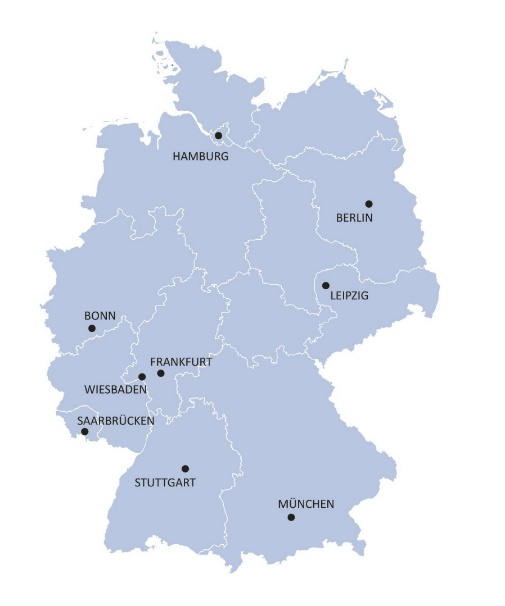 HAMBURG
BERLIN
LEIPZIG
BONN
FRANKFURT
WIESBADEN
SAARBRÜCKEN
STUTTGART
MÜNCHEN